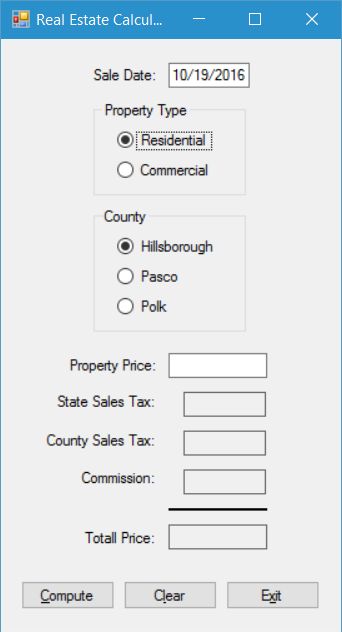 Real Estate Calcul...
Sale Date: 10/19/2016
Property Type
Residential
Commercial
County
Hillsborough
Pasco
Polk
Property Price:
State Sales Tax:
County Sales Tax:
Commission:
Totall Price:
Compute Clear Exit